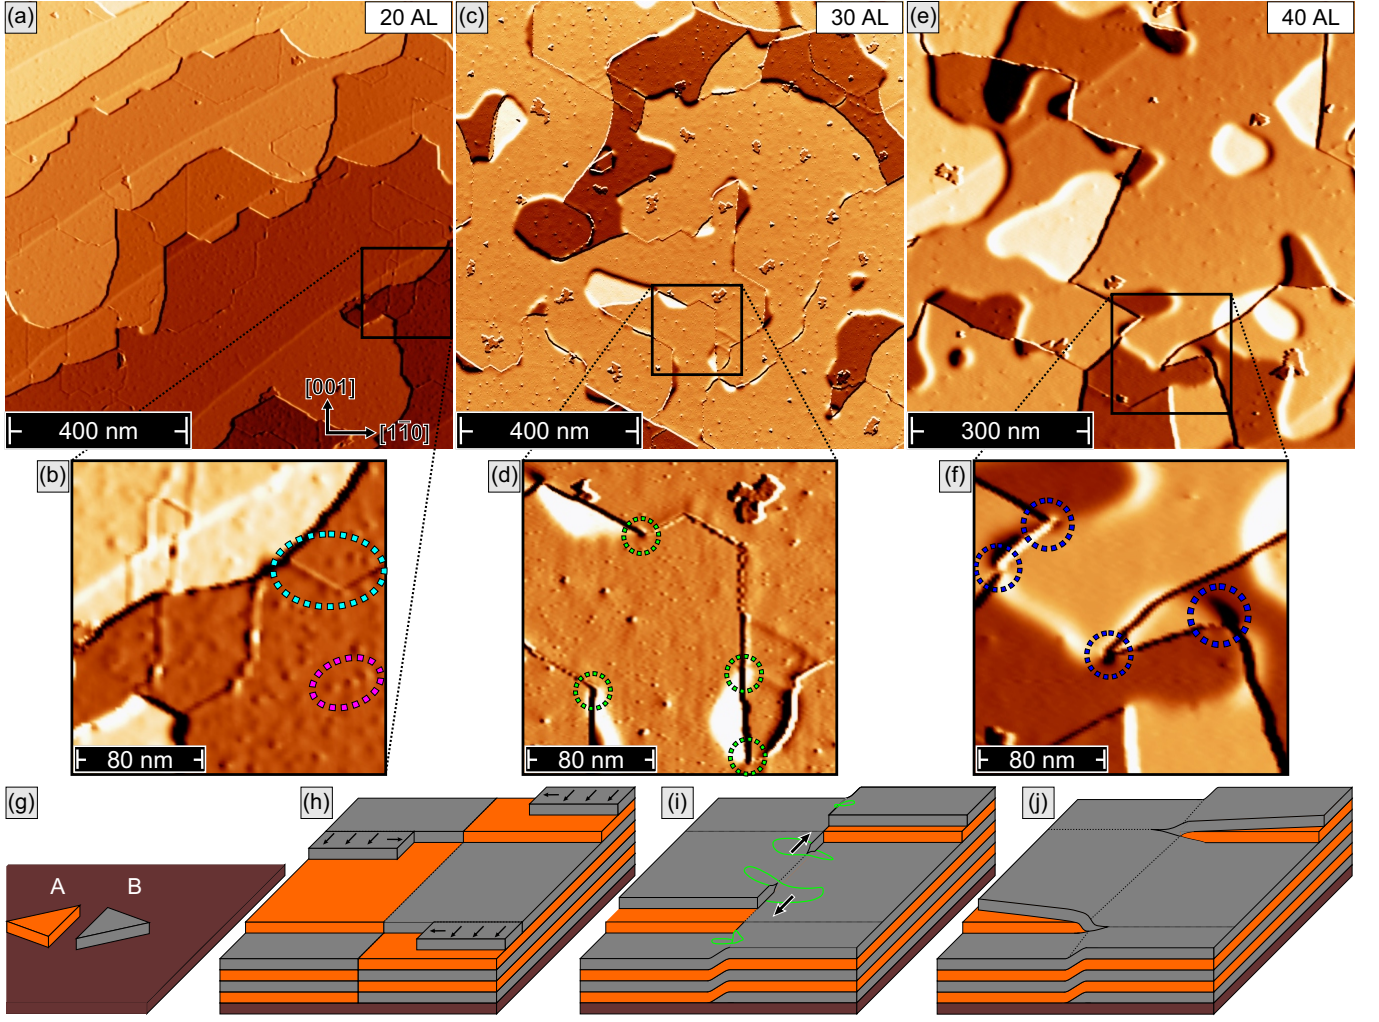 (a)
20 AL
[001]
[11̅0]
400 nm
(c)
30 AL
400 nm
(e)
40 AL
300 nm
(b)
80 nm
(d)
80 nm
(f)
80 nm
(g)
A
B
(h)
(i)
(j)